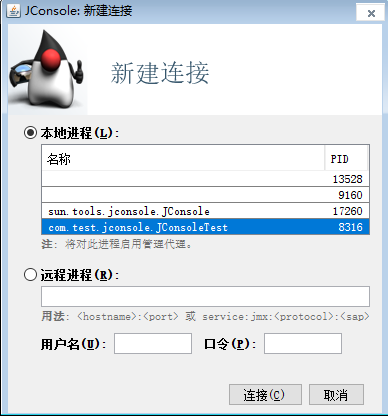 JConsole: 新建连接
新建连接
本地进程(L):
名称 PID
13528
9160
sun.tools.jconsole.JConsole 17260
com.test.jconsole.JConsoleTest 8316
注: 将对此进程启用管理代理。
远程进程(R):
用法: <hostname>:<port> 或 service:jmx:<protocol>:<sap>
用户名(U): 口令(P):
连接(C) 取消